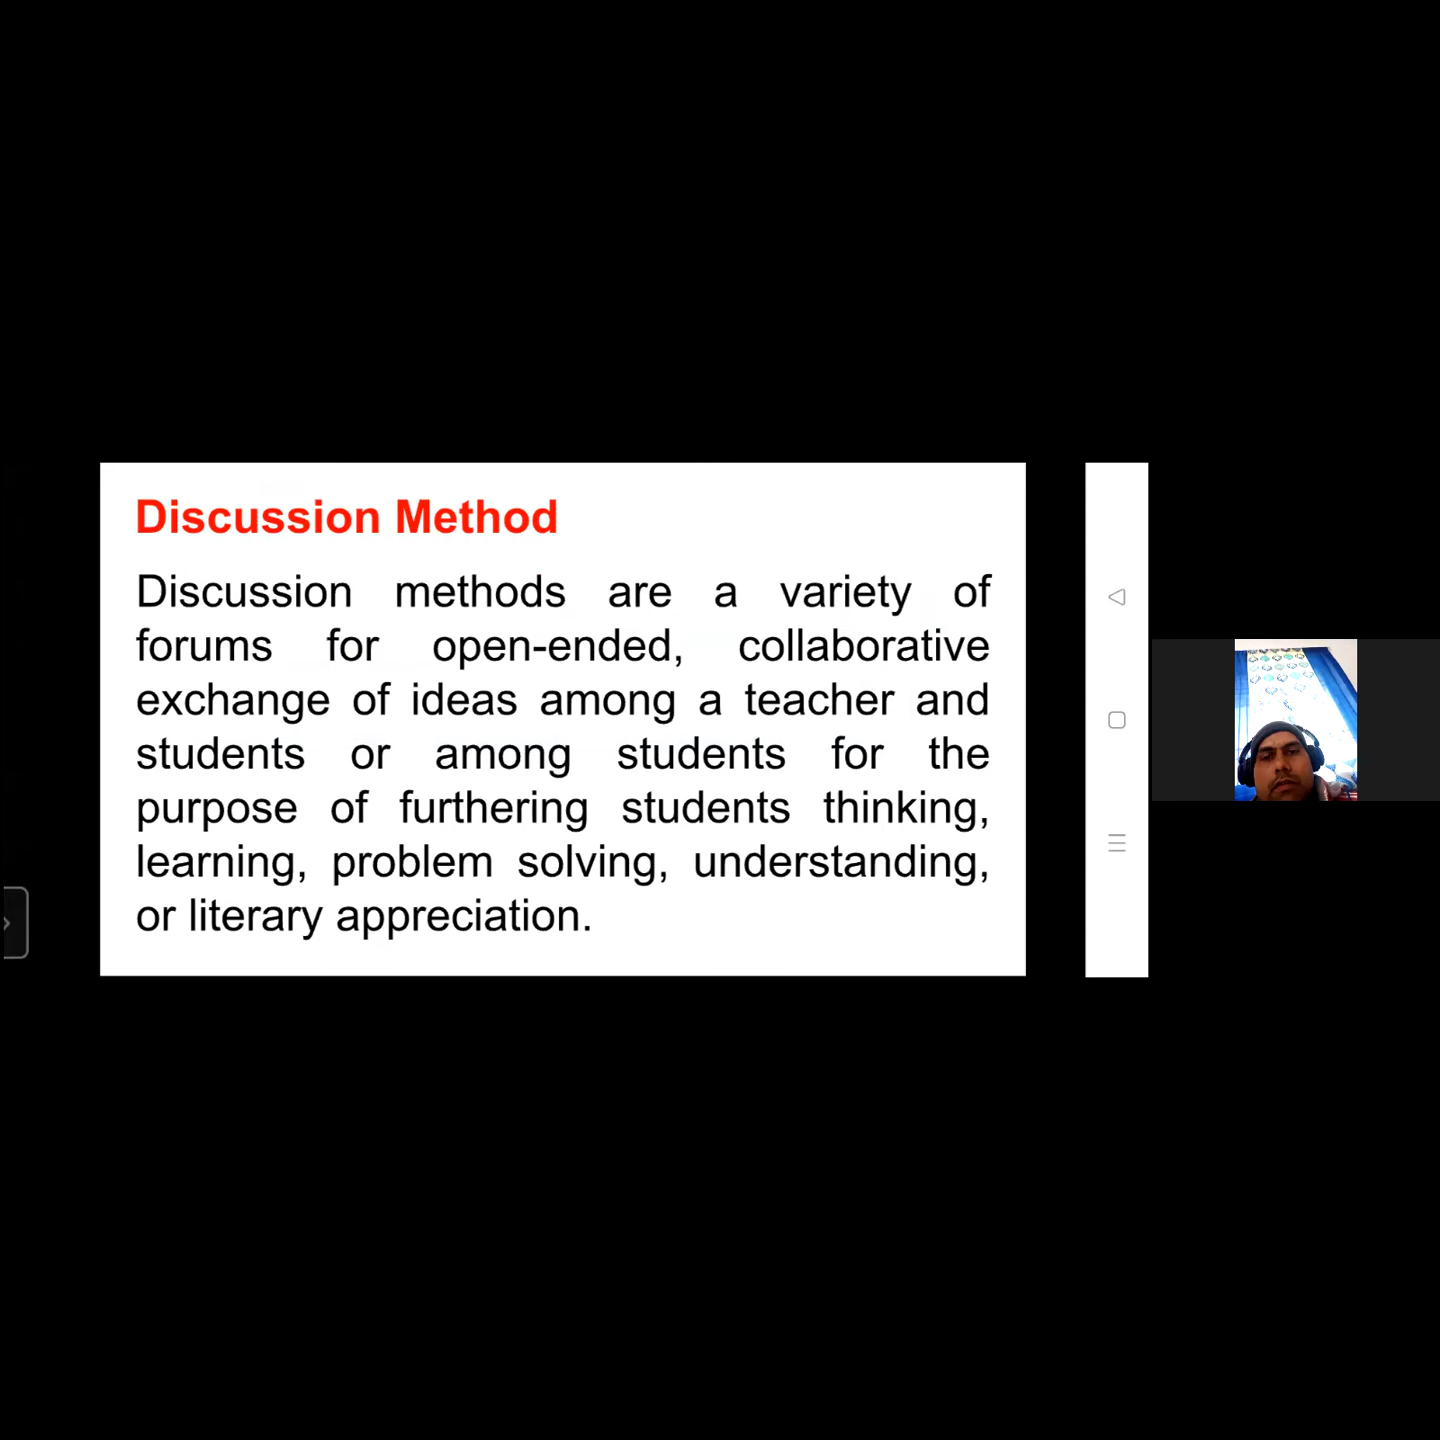 Discussion Method
Discussion methods are a variety of
forums for open-ended, collaborative
exchange of ideas among a teacher and
students or among students for the
purpose of furthering students thinking,
learning, problem solving, understanding,
or literary appreciation.